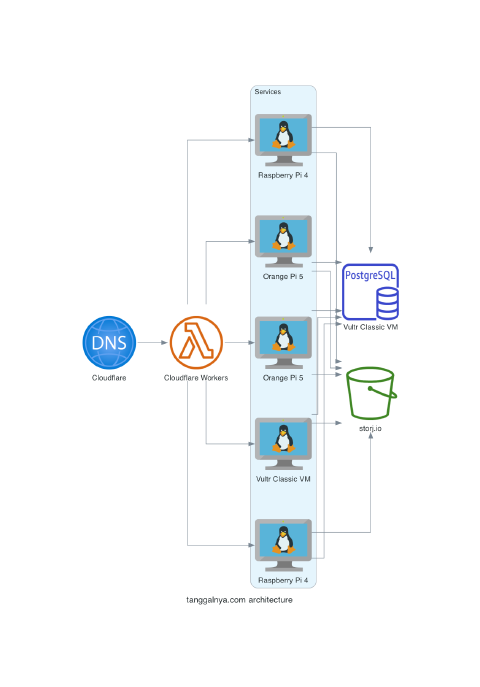 Services
Raspberry Pi 4
Orange Pi 5
PostgreSQL
Vultr Classic VM
DNS
Cloudflare
Cloudflare Workers
Orange Pi 5
storj.io
Vultr Classic VM
Raspberry Pi 4
tanggalnya.com architecture